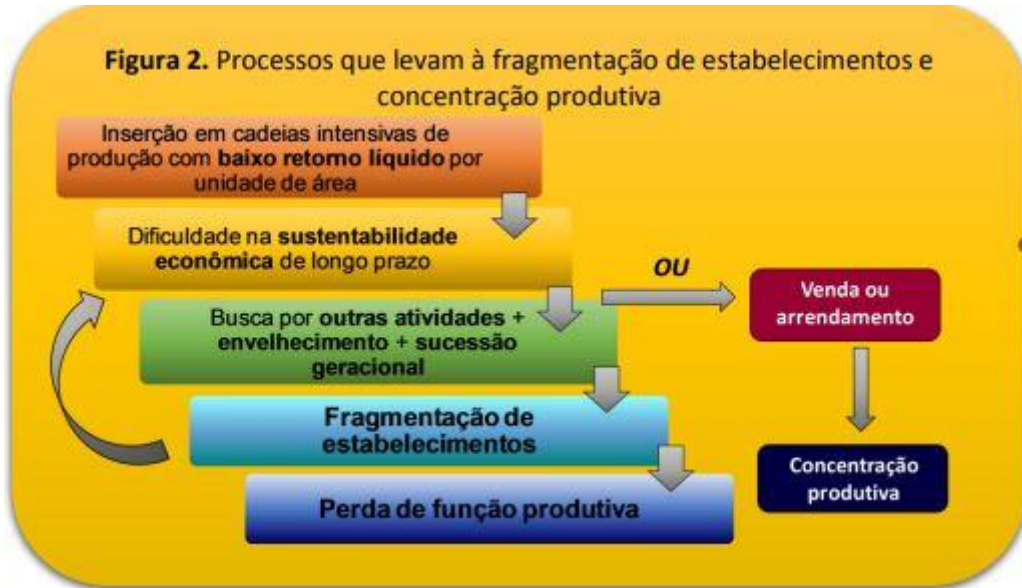 Figura 2. Processos que levam à fragmentação de estabelecimentos e
concentração produtiva
Inserção em cadeias intensivas de
produção com baixo retorno líquido por
unidade de área
Dificuldade na sustentabilidade
econômica de longo prazo
OU
Venda ou
arrendamento
Busca por outras atividades +
envelhecimento + sucessão
geracional
Fragmentação de
estabelecimentos
Concentração
produtiva
Perda de função produtiva